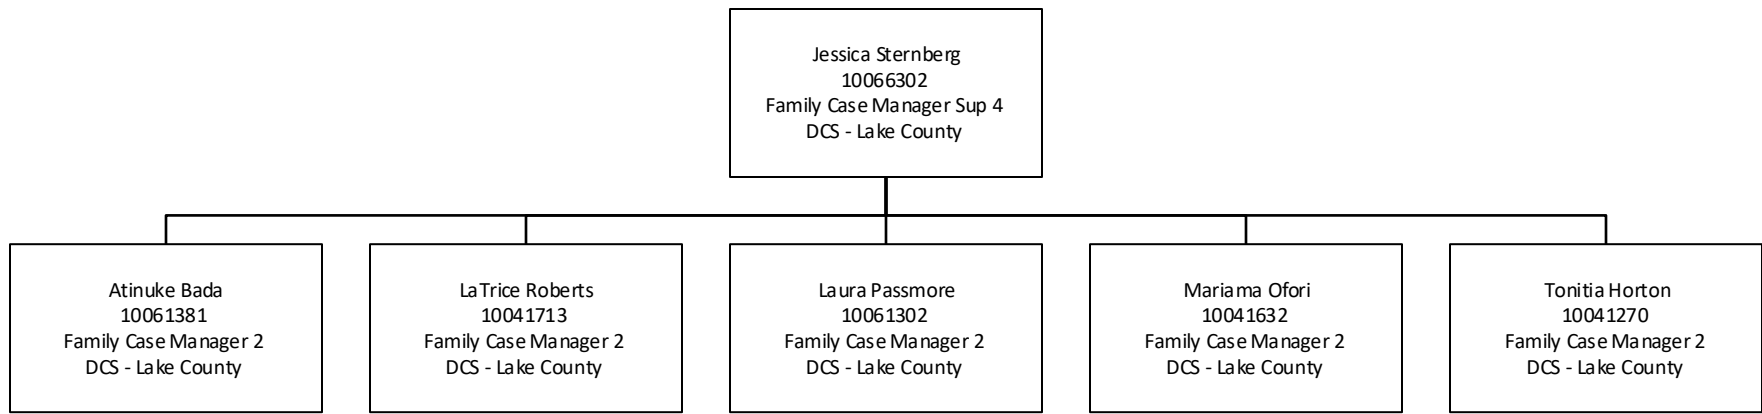 Jessica Sternberg
10066302
Family Case Manager Sup 4
DCS - Lake County
Atinuke Bada
10061381
Family Case Manager 2
DCS - Lake County
LaTrice Roberts
10041713
Family Case Manager 2
DCS - Lake County
Laura Passmore
10061302
Family Case Manager 2
DCS - Lake County
Mariama Ofori
10041632
Family Case Manager 2
DCS - Lake County
Tonitia Horton
10041270
Family Case Manager 2
DCS - Lake County